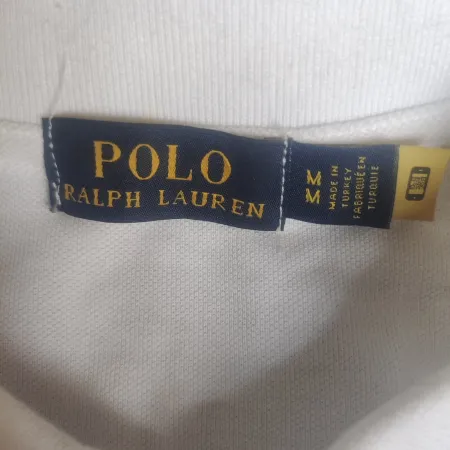 POLO
RALPH LAUREN
M
M
MADE IN
TURKEY
FABRIQUÉ EN
TURQUIE